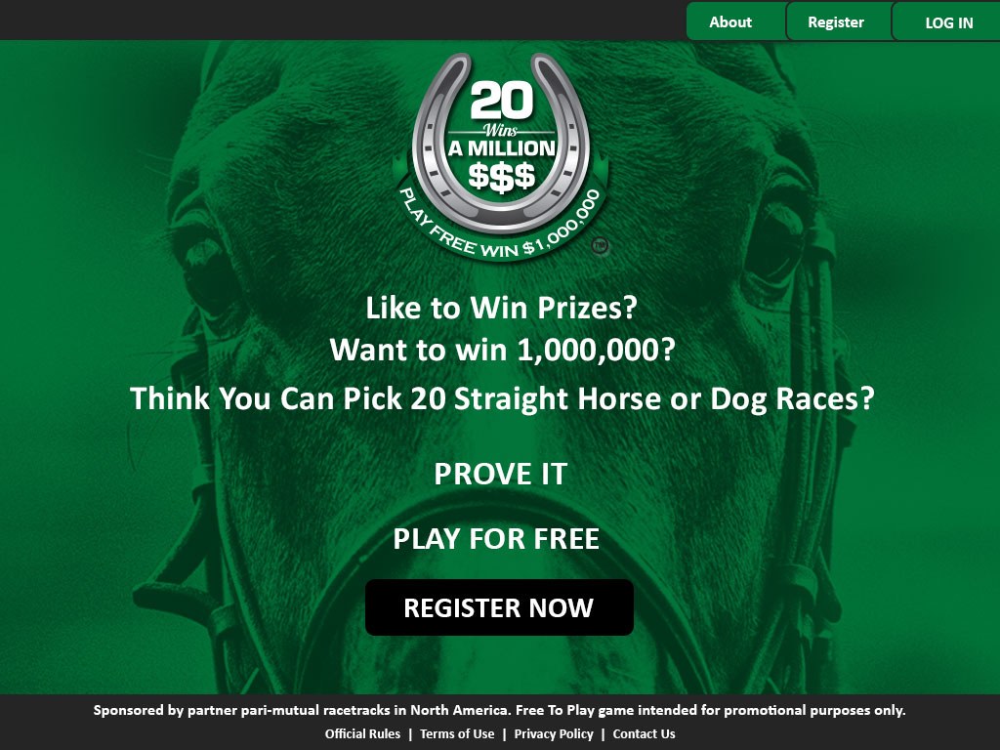 About
Register
LOG IN
20
Wins
A MILLION
$$$
PLAY FREE WIN $1,000,000
TM
Like to Win Prizes?
Want to win 1,000,000?
Think You Can Pick 20 Straight Horse or Dog Races?
PROVE IT
PLAY FOR FREE
REGISTER NOW
Sponsored by partner pari-mutual racetracks in North America. Free To Play game intended for promotional purposes only.
Official Rules | Terms of Use | Privacy Policy | Contact Us